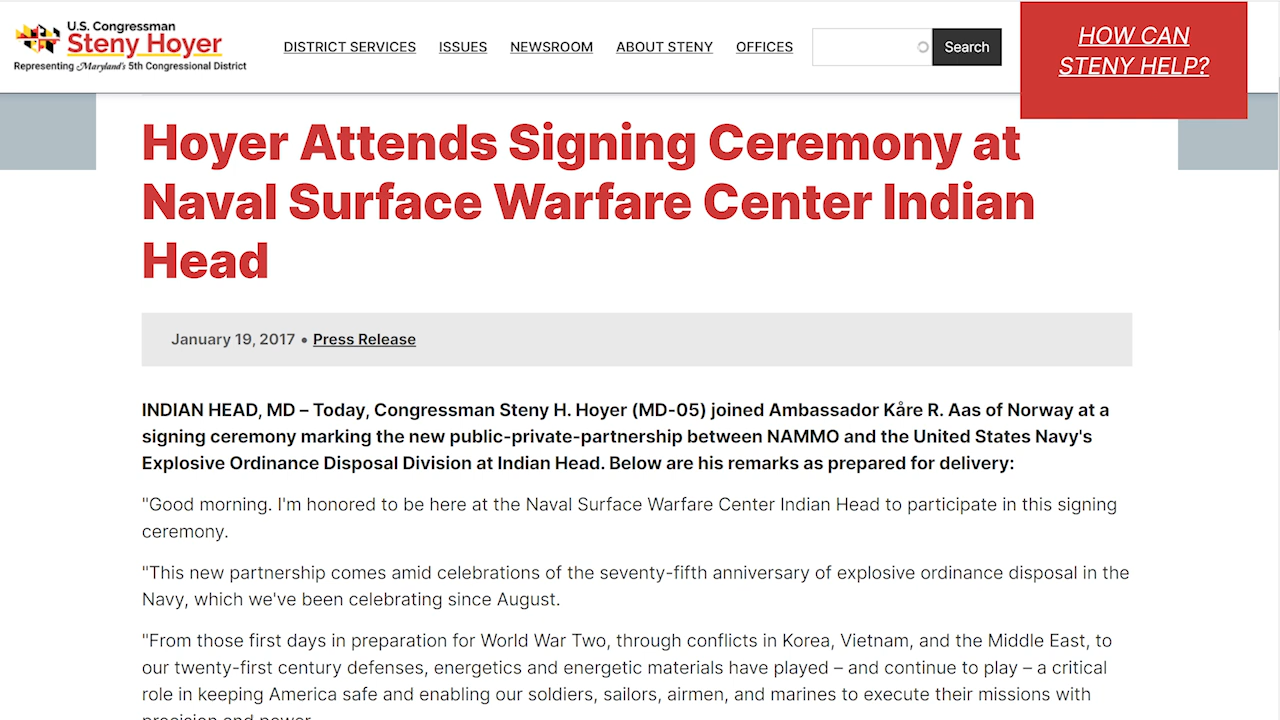 U.S. Congressman
Steny Hoyer
Representing Maryland's 5th Congressional District
DISTRICT SERVICES
ISSUES
NEWSROOM
ABOUT STENY
OFFICES
Search
HOW CAN
STENY HELP?
Hoyer Attends Signing Ceremony at
Naval Surface Warfare Center Indian
Head
January 19, 2017 • Press Release
INDIAN HEAD, MD – Today, Congressman Steny H. Hoyer (MD-05) joined Ambassador Kåre R. Aas of Norway at a
signing ceremony marking the new public-private-partnership between NAMMO and the United States Navy's
Explosive Ordinance Disposal Division at Indian Head. Below are his remarks as prepared for delivery:
"Good morning. I'm honored to be here at the Naval Surface Warfare Center Indian Head to participate in this signing
ceremony.
"This new partnership comes amid celebrations of the seventy-fifth anniversary of explosive ordinance disposal in the
Navy, which we've been celebrating since August.
"From those first days in preparation for World War Two, through conflicts in Korea, Vietnam, and the Middle East, to
our twenty-first century defenses, energetics and energetic materials have played – and continue to play – a critical
role in keeping America safe and enabling our soldiers, sailors, airmen, and marines to execute their missions with
precision and power.